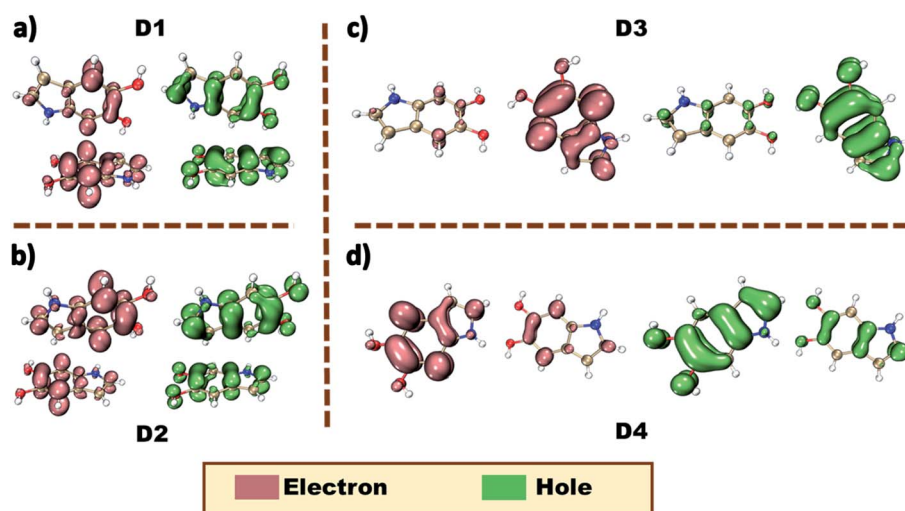 a)
D1
c)
D3
b)
D2
d)
D4
Electron
Hole